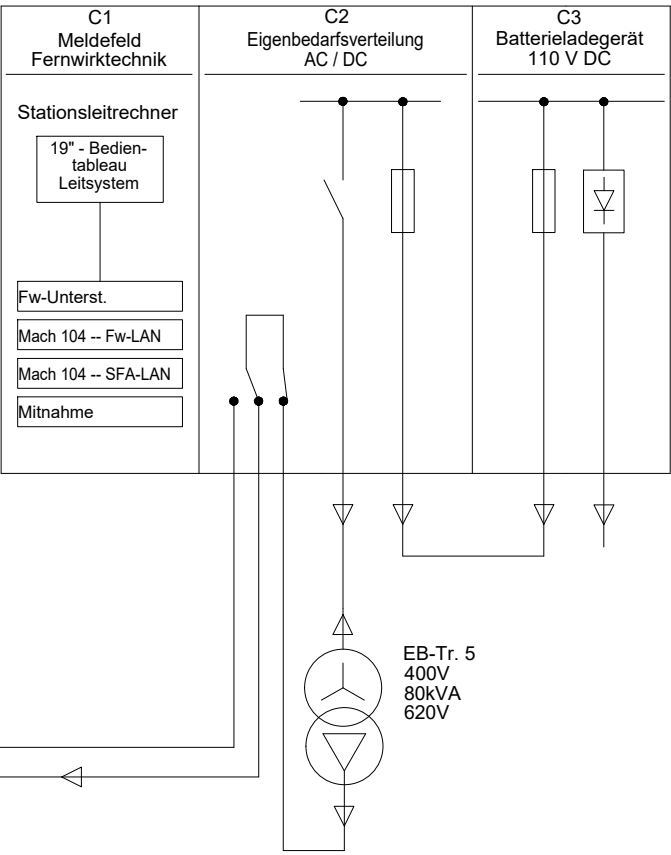 C1
Meldefeld
Fernwirktechnik
C2
Eigenbedarfsverteilung
AC / DC
C3
Batterieladegerät
110 V DC
Stationsleitrechner
19" - Bedien-
tableau
Leitsystem
Fw-Unterst.
Mach 104 -- Fw-LAN
Mach 104 -- SFA-LAN
Mitnahme
EB-Tr. 5
400V
80kVA
620V